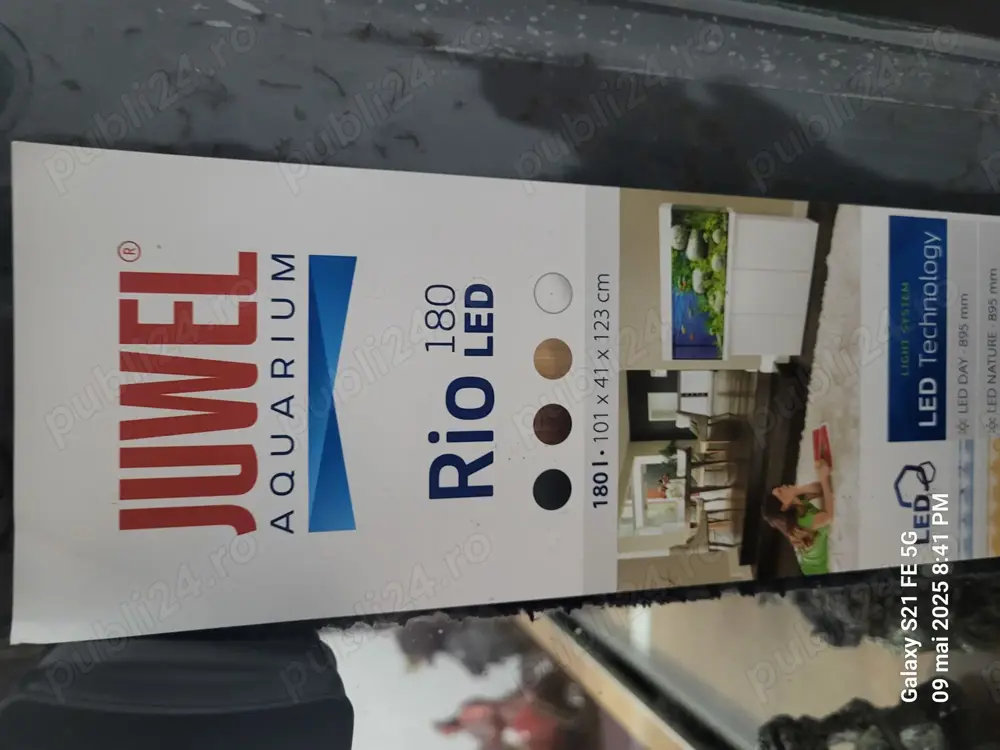 JUWEL®
AQUARIUM
Rio 180
LED
180 l · 101 x 41 x 123 cm
LIGHT SYSTEM
LED Technology
LED
LED DAY - 895 mm
LED NATURE - 895 mm
Galaxy S21 FE 5G
09 mai 2025 8:41 PM
publi24.ro